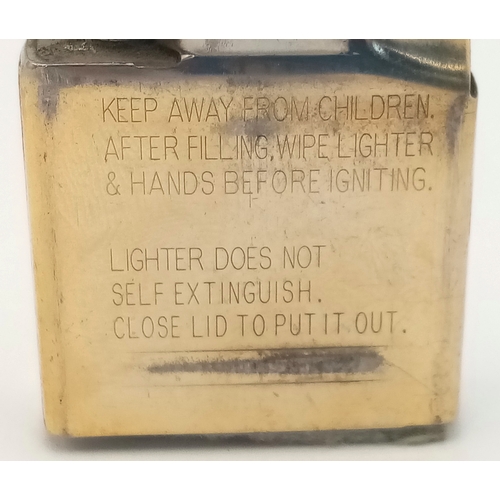 KEEP AWAY FROM CHILDREN.
AFTER FILLING, WIPE LIGHTER
& HANDS BEFORE IGNITING.
LIGHTER DOES NOT
SELF EXTINGUISH.
CLOSE LID TO PUT IT OUT.